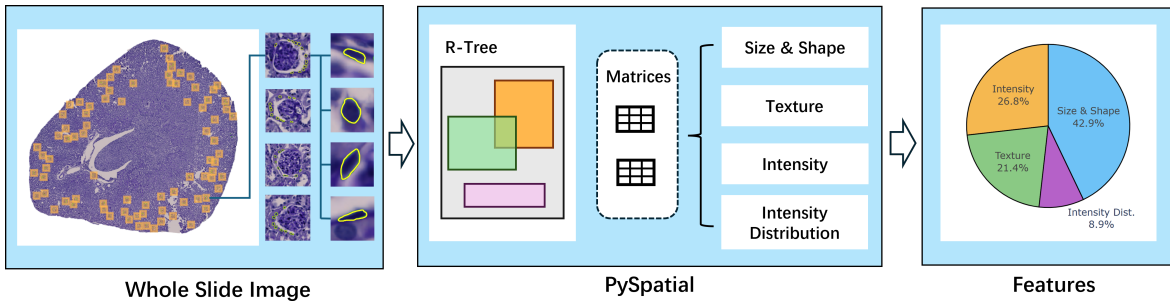 R-Tree
Matrices
Size & Shape
Texture
Intensity
Intensity
Distribution
Intensity
26.8%
Size & Shape
42.9%
Texture
21.4%
Intensity Dist.
8.9%
Whole Slide Image
PySpatial
Features